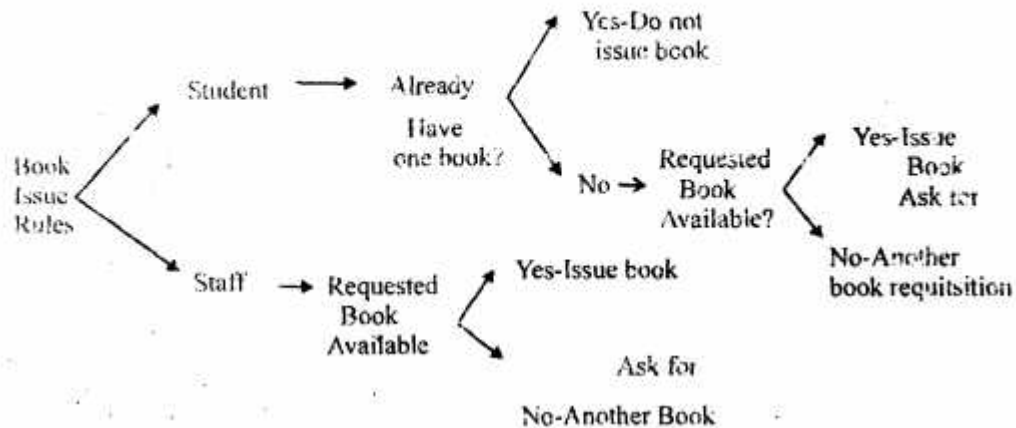 Yes-Do not
issue book
Student
Already
Have
one book?
Book
Issue
Rules
No
Requested
Book
Available?
Yes-Issue
Book
Ask for
No-Another
book requitsition
Staff
Requested
Book
Available
Yes-Issue book
Ask for
No-Another Book